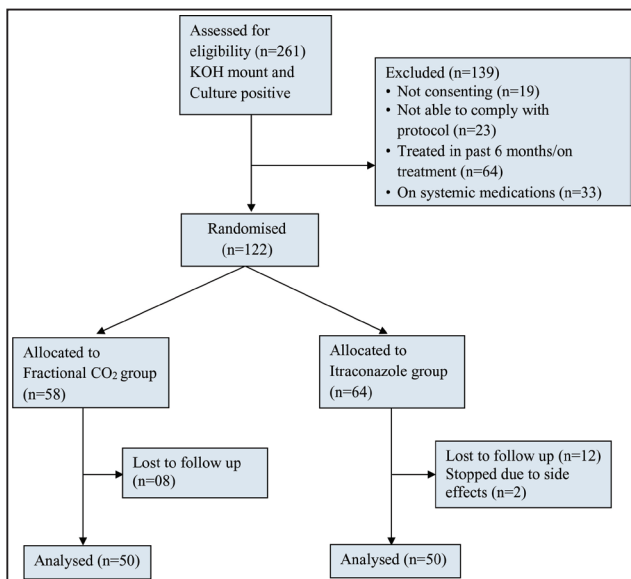 Assessed for
eligibility (n=261)
KOH mount and
Culture positive
Excluded (n=139)
• Not consenting (n=19)
• Not able to comply with
protocol (n=23)
• Treated in past 6 months/on
treatment (n=64)
• On systemic medications (n=33)
Randomised
(n=122)
Allocated to
Fractional CO₂ group
(n=58)
Allocated to
Itraconazole group
(n=64)
Lost to follow up
(n=08)
Lost to follow up (n=12)
Stopped due to side
effects (n=2)
Analysed (n=50)
Analysed (n=50)